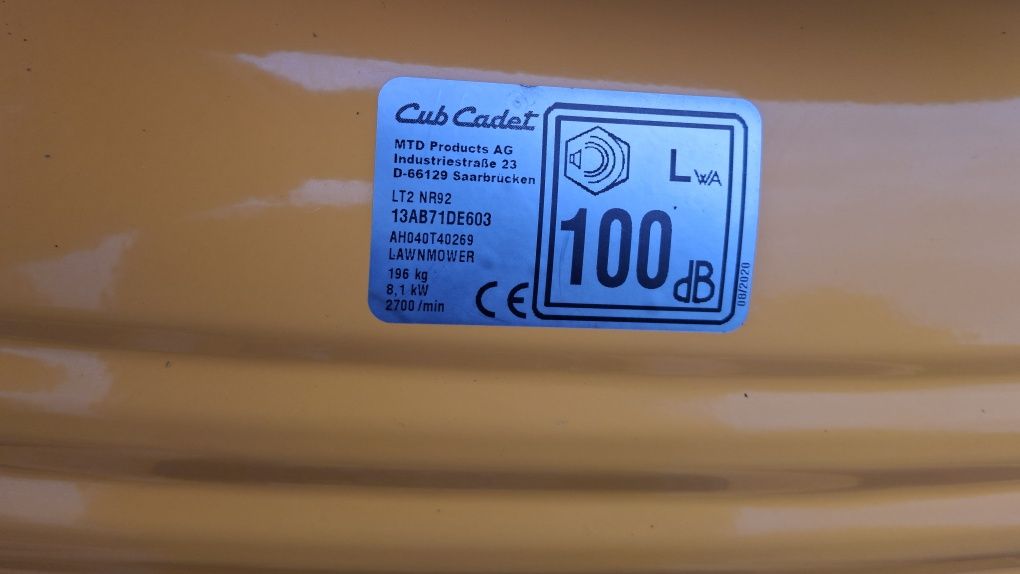 Cub Cadet
MTD Products AG
Industriestraße 23
D-66129 Saarbrücken
LT2 NR92
13AB71DE603
AH040T40269
LAWNMOWER
196 kg
8,1 kW
2700 /min
CE
LWA
100 dB
08/2020